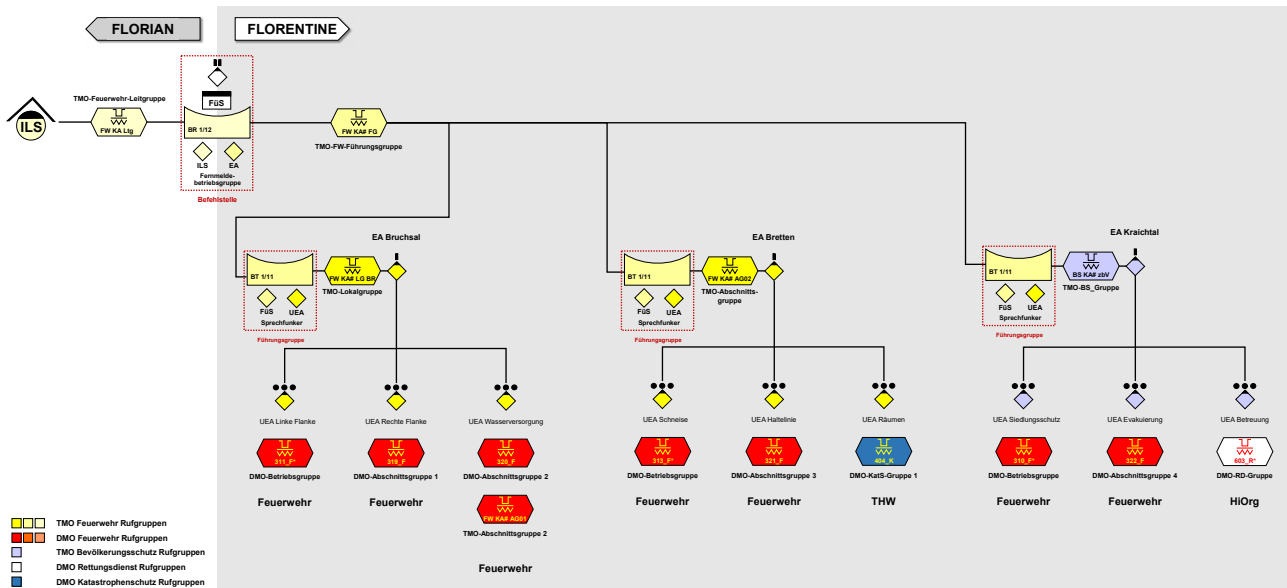 FLORIAN
FLORENTINE
TMO-Feuerwehr-Leitgruppe
FüS
ILS
FW KA Ltg
BR 1/12
FW KA# FG
TMO-FW-Führungsgruppe
ILS
EA
Fernmelde-
betriebsgruppe
Befehlstelle
EA Bruchsal
EA Bretten
EA Kraichtal
BT 1/11
FW KA# LG BR
TMO-Lokalgruppe
FüS
UEA
Sprechfunker
Führungsgruppe
BT 1/11
FW KA# AG02
TMO-Abschnitts-
gruppe
FüS
UEA
Sprechfunker
Führungsgruppe
BT 1/11
BS KA# zbV
TMO-BS_Gruppe
FüS
UEA
Sprechfunker
Führungsgruppe
UEA Linke Flanke
UEA Rechte Flanke
UEA Wasserversorgung
UEA Schneise
UEA Haltelinie
UEA Räumen
UEA Siedlungsschutz
UEA Evakuierung
UEA Betreuung
311_F*
319_F
320_F
313_F*
321_F
404_K
310_F*
322_F
603_R*
DMO-Betriebsgruppe
DMO-Abschnittsgruppe 1
DMO-Abschnittsgruppe 2
DMO-Betriebsgruppe
DMO-Abschnittsgruppe 3
DMO-KatS-Gruppe 1
DMO-Betriebsgruppe
DMO-Abschnittsgruppe 4
DMO-RD-Gruppe
Feuerwehr
Feuerwehr
Feuerwehr
Feuerwehr
THW
Feuerwehr
Feuerwehr
HiOrg
FW KA# AG01
TMO-Abschnittsgruppe 2
Feuerwehr
TMO Feuerwehr Rufgruppen
DMO Feuerwehr Rufgruppen
TMO Bevölkerungsschutz Rufgruppen
DMO Rettungsdienst Rufgruppen
DMO Katastrophenschutz Rufgruppen